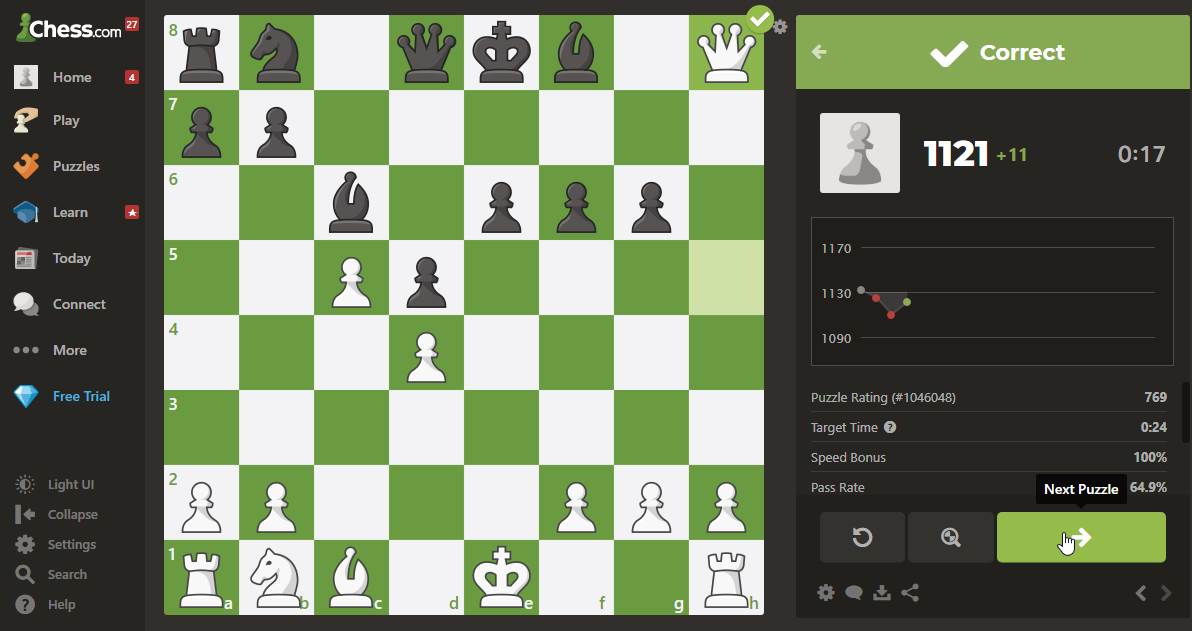 Chess.com 27
Home 4
Play
Puzzles
Learn
Today
Connect
More
Free Trial
Light UI
Collapse
Settings
Search
Help
8
7
6
5
4
3
2
1
a b c d e f g h
Correct
1121 +11 0:17
1170
1130
1090
Puzzle Rating (#1046048) 769
Target Time ? 0:24
Speed Bonus 100%
Pass Rate 64.9%
Next Puzzle